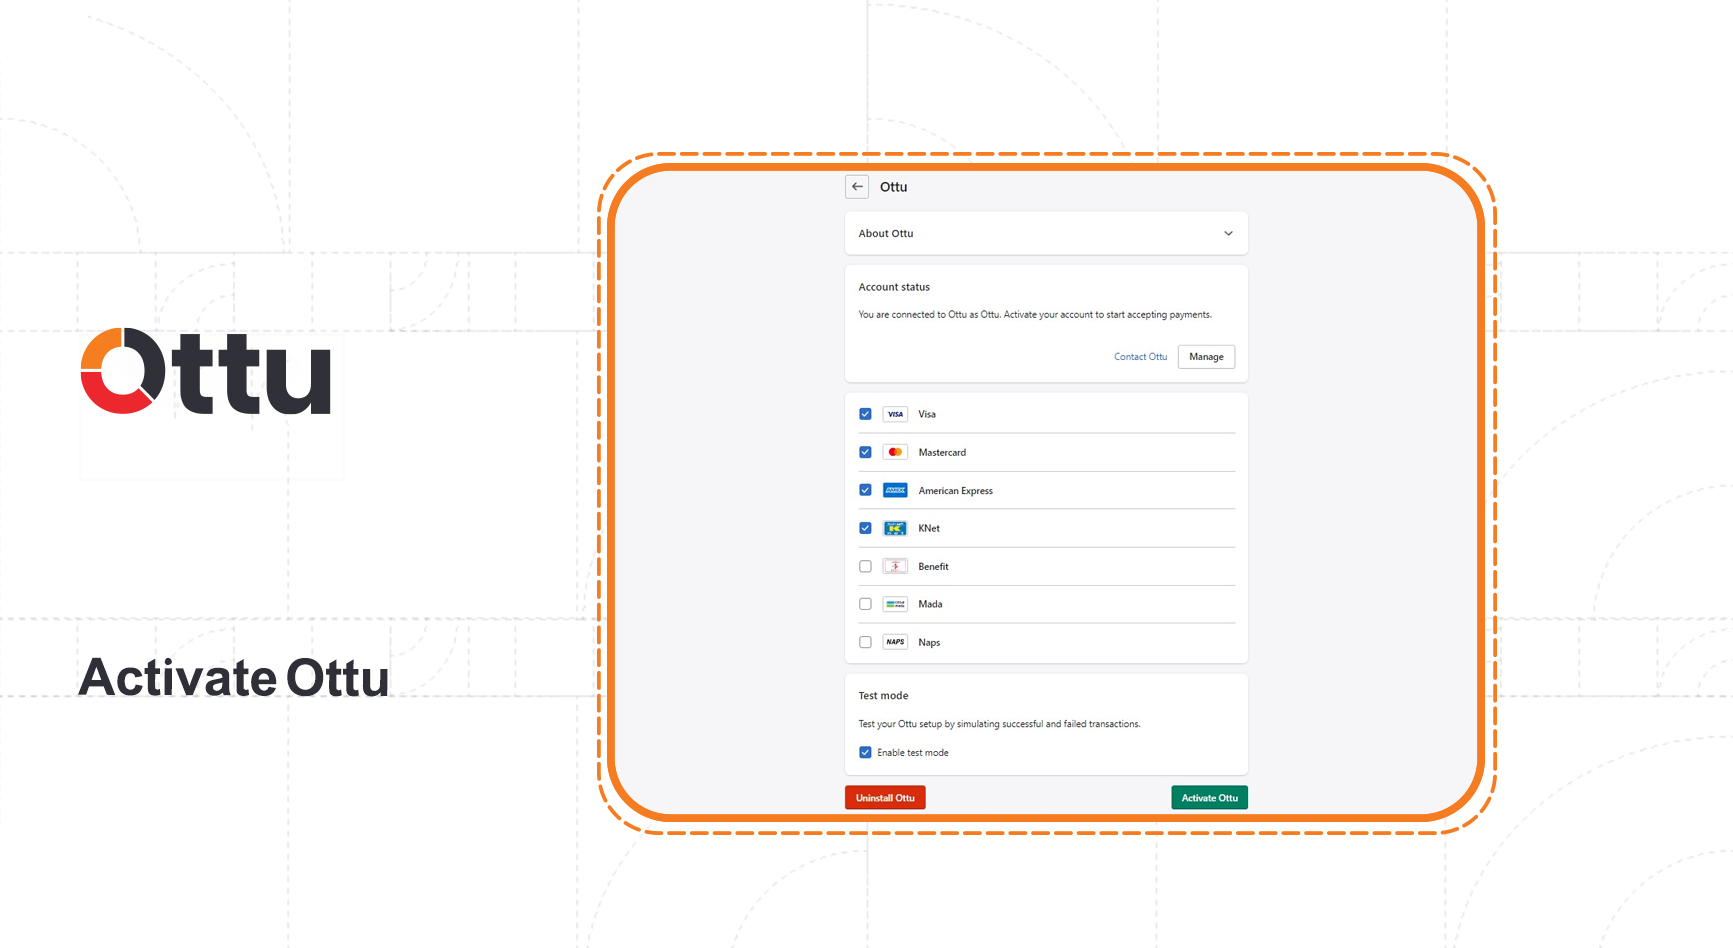 Ottu
Activate Ottu
Ottu
About Ottu
Account status
You are connected to Ottu as Ottu. Activate your account to start accepting payments.
Contact Ottu
Manage
VISA
Visa
Mastercard
American Express
KNet
Benefit
Mada
NAPS
Naps
Test mode
Test your Ottu setup by simulating successful and failed transactions.
Enable test mode
Uninstall Ottu
Activate Ottu